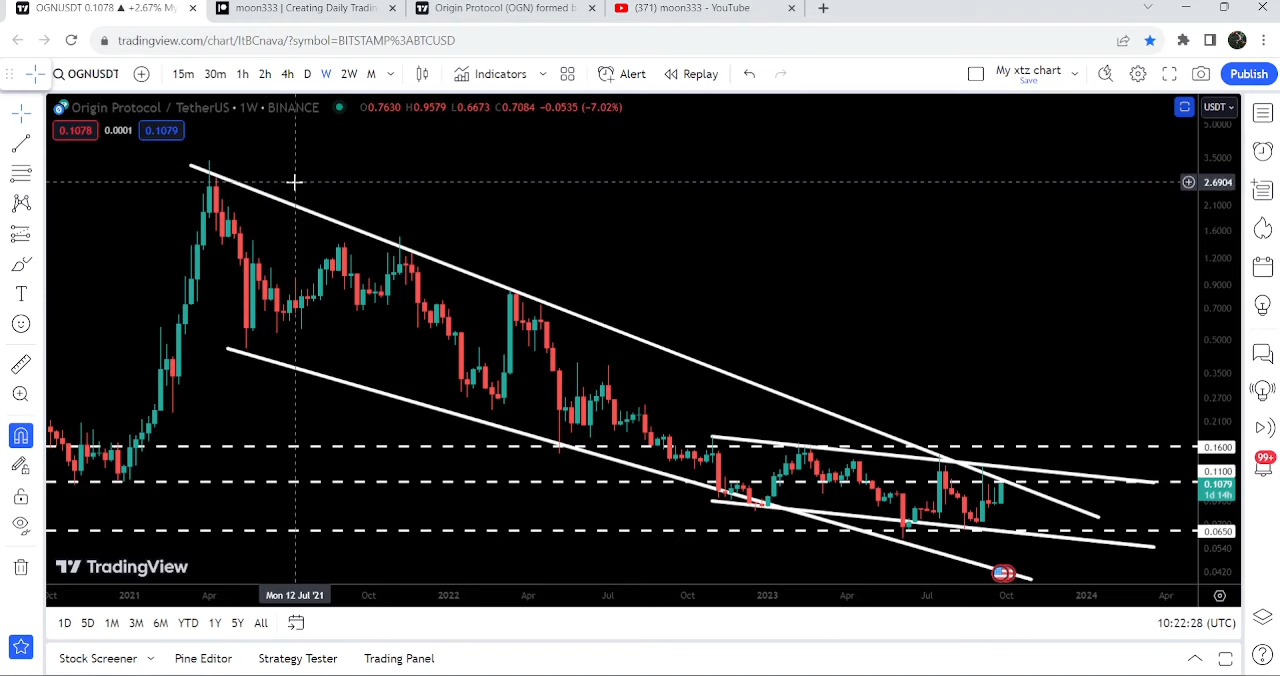 OGNUSDT 0.1078 ▲ +2.67% My
moon333 | Creating Daily Tradin
Origin Protocol (OGN) formed b
(371) moon333 - YouTube
tradingview.com/chart/ItBCnava/?symbol=BITSTAMP%3ABTCUSD
OGNUSDT 15m 30m 1h 2h 4h D W 2W M Indicators Alert Replay My xtz chart Publish
Save
Origin Protocol / TetherUS • 1W • BINANCE O0.7630 H0.9579 L0.6673 C0.7084 −0.0535 (−7.02%) USDT
0.1078 0.0001 0.1079
5.0000
3.5000
2.6904
2.1000
1.6000
1.2000
0.9000
0.7000
0.5000
0.3500
0.2700
0.2100
0.1600
0.1100
0.1079
1d 14h
0.0650
0.0540
0.0420
99+
TradingView
Oct 2021 Apr Mon 12 Jul '21 Oct 2022 Apr Jul Oct 2023 Apr Jul Oct 2024 Apr
1D 5D 1M 3M 6M YTD 1Y 5Y All 10:22:28 (UTC)
Stock Screener Pine Editor Strategy Tester Trading Panel